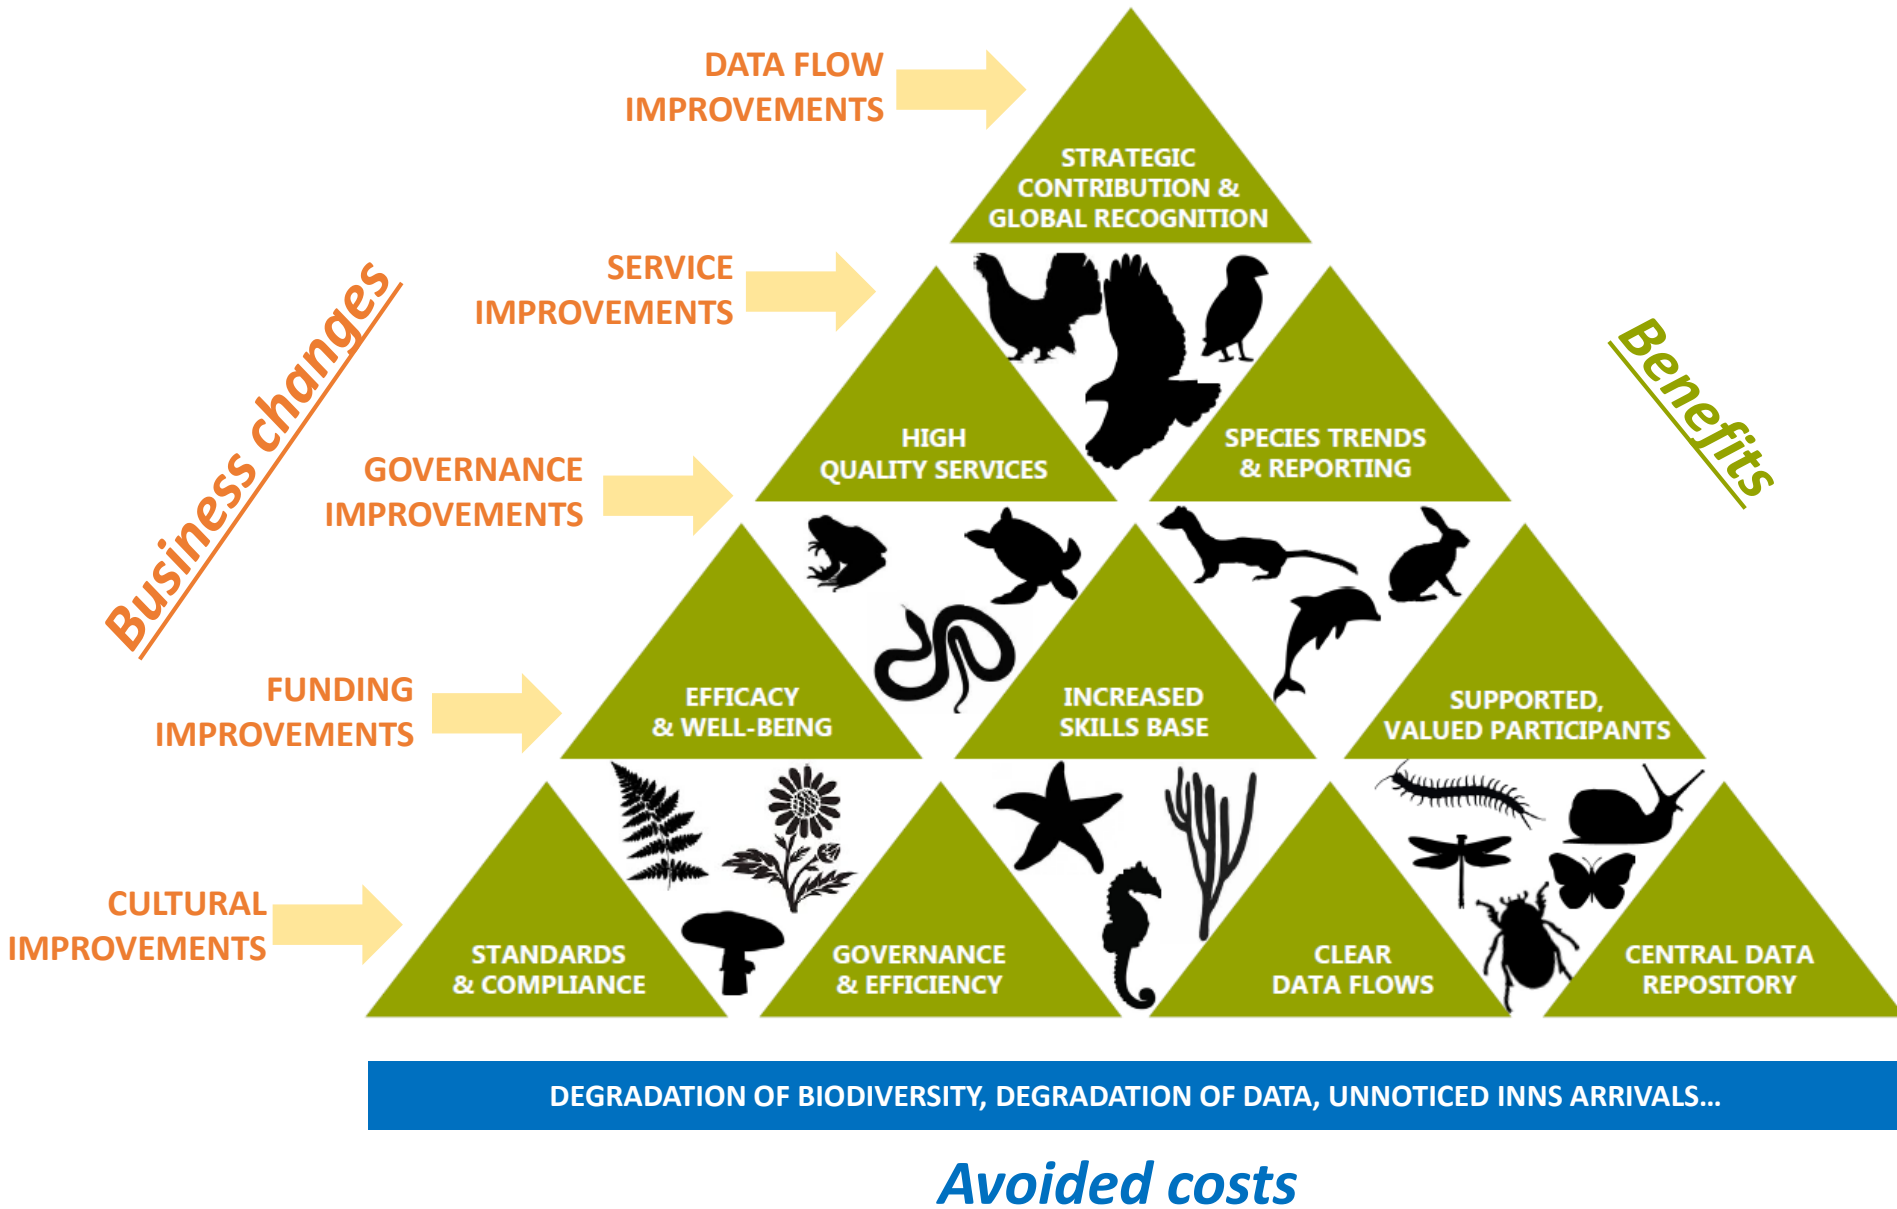 DATA FLOW
IMPROVEMENTS
STRATEGIC
CONTRIBUTION &
GLOBAL RECOGNITION
SERVICE
IMPROVEMENTS
Business changes
Benefits
HIGH
QUALITY SERVICES
SPECIES TRENDS
& REPORTING
GOVERNANCE
IMPROVEMENTS
FUNDING
IMPROVEMENTS
EFFICACY
& WELL-BEING
INCREASED
SKILLS BASE
SUPPORTED,
VALUED PARTICIPANTS
CULTURAL
IMPROVEMENTS
STANDARDS
& COMPLIANCE
GOVERNANCE
& EFFICIENCY
CLEAR
DATA FLOWS
CENTRAL DATA
REPOSITORY
DEGRADATION OF BIODIVERSITY, DEGRADATION OF DATA, UNNOTICED INNS ARRIVALS...
Avoided costs